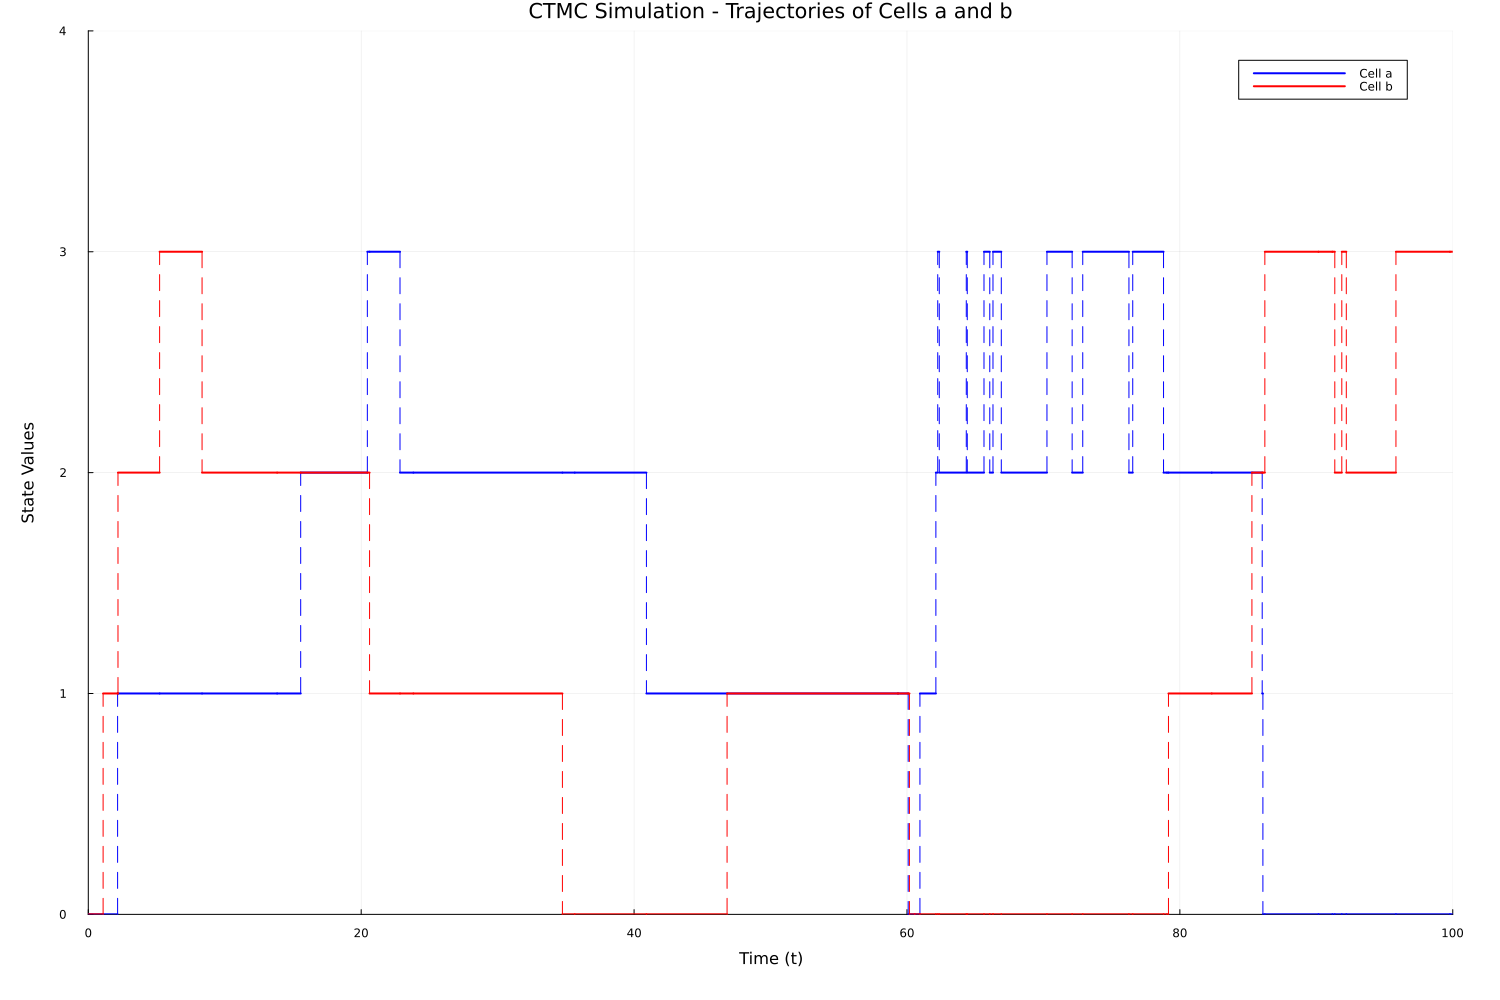 CTMC Simulation - Trajectories of Cells a and b
4
Cell a
Cell b
3
State Values
2
1
0
0 20 40 60 80 100
Time (t)